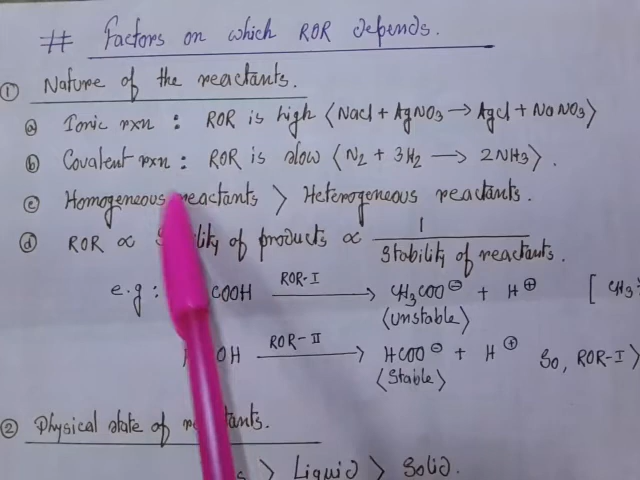 # Factors on which ROR depends.
① Nature of the reactants.
ⓐ Ionic rxn : ROR is high ⟨NaCl + AgNO3 → AgCl + NaNO3⟩
ⓑ Covalent rxn : ROR is slow ⟨N2 + 3H2 → 2NH3⟩.
ⓒ Homogeneous reactants > Heterogeneous reactants.
ⓓ ROR ∝ of products ∝ 1 / Stability of reactants.
e.g : COOH —ROR-I→ CH3COO⊖ + H⊕ [ CH3
⟨Unstable⟩
H OH —ROR-II→ HCOO⊖ + H⊕ So, ROR-I >
⟨Stable⟩
② Physical state of reactants.
> Liquid > Solid.